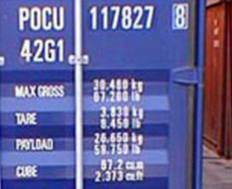 POCU 117827 8
42G1
MAX GROSS 30.480 kg
67.200 lb
TARE 3.830 kg
8.450 lb
PAYLOAD 26.650 kg
58.750 lb
CUBE 67.2 cu.m
2.373 cu.ft